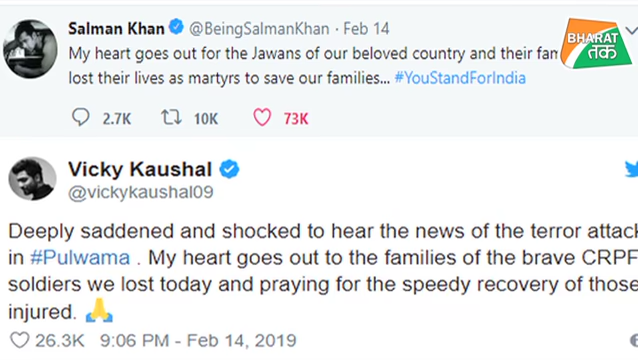 Salman Khan @BeingSalmanKhan · Feb 14
My heart goes out for the Jawans of our beloved country and their
lost their lives as martyrs to save our families... #YouStandForIndia
2.7K 10K 73K
BHARAT
तक
Vicky Kaushal
@vickykaushal09
Deeply saddened and shocked to hear the news of the terror attack
in #Pulwama . My heart goes out to the families of the brave CRPF
soldiers we lost today and praying for the speedy recovery of those
injured. 🙏
26.3K 9:06 PM - Feb 14, 2019